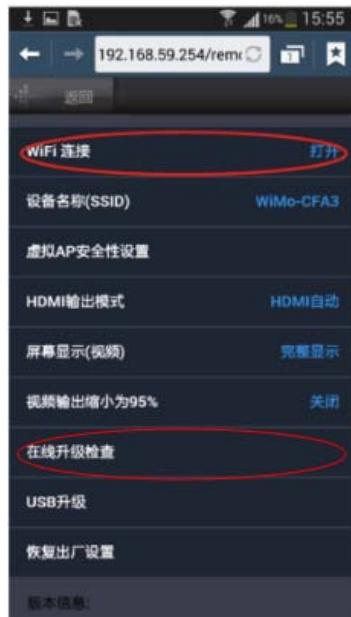 16% 15:55
192.168.59.254/remo
1
返回
WiFi 连接 打开
设备名称(SSID) WiMo-CFA3
虚拟AP安全性设置
HDMI输出模式 HDMI自动
屏幕显示(视频) 完整显示
视频输出缩小为95% 关闭
在线升级检查
USB升级
恢复出厂设置
版本信息: